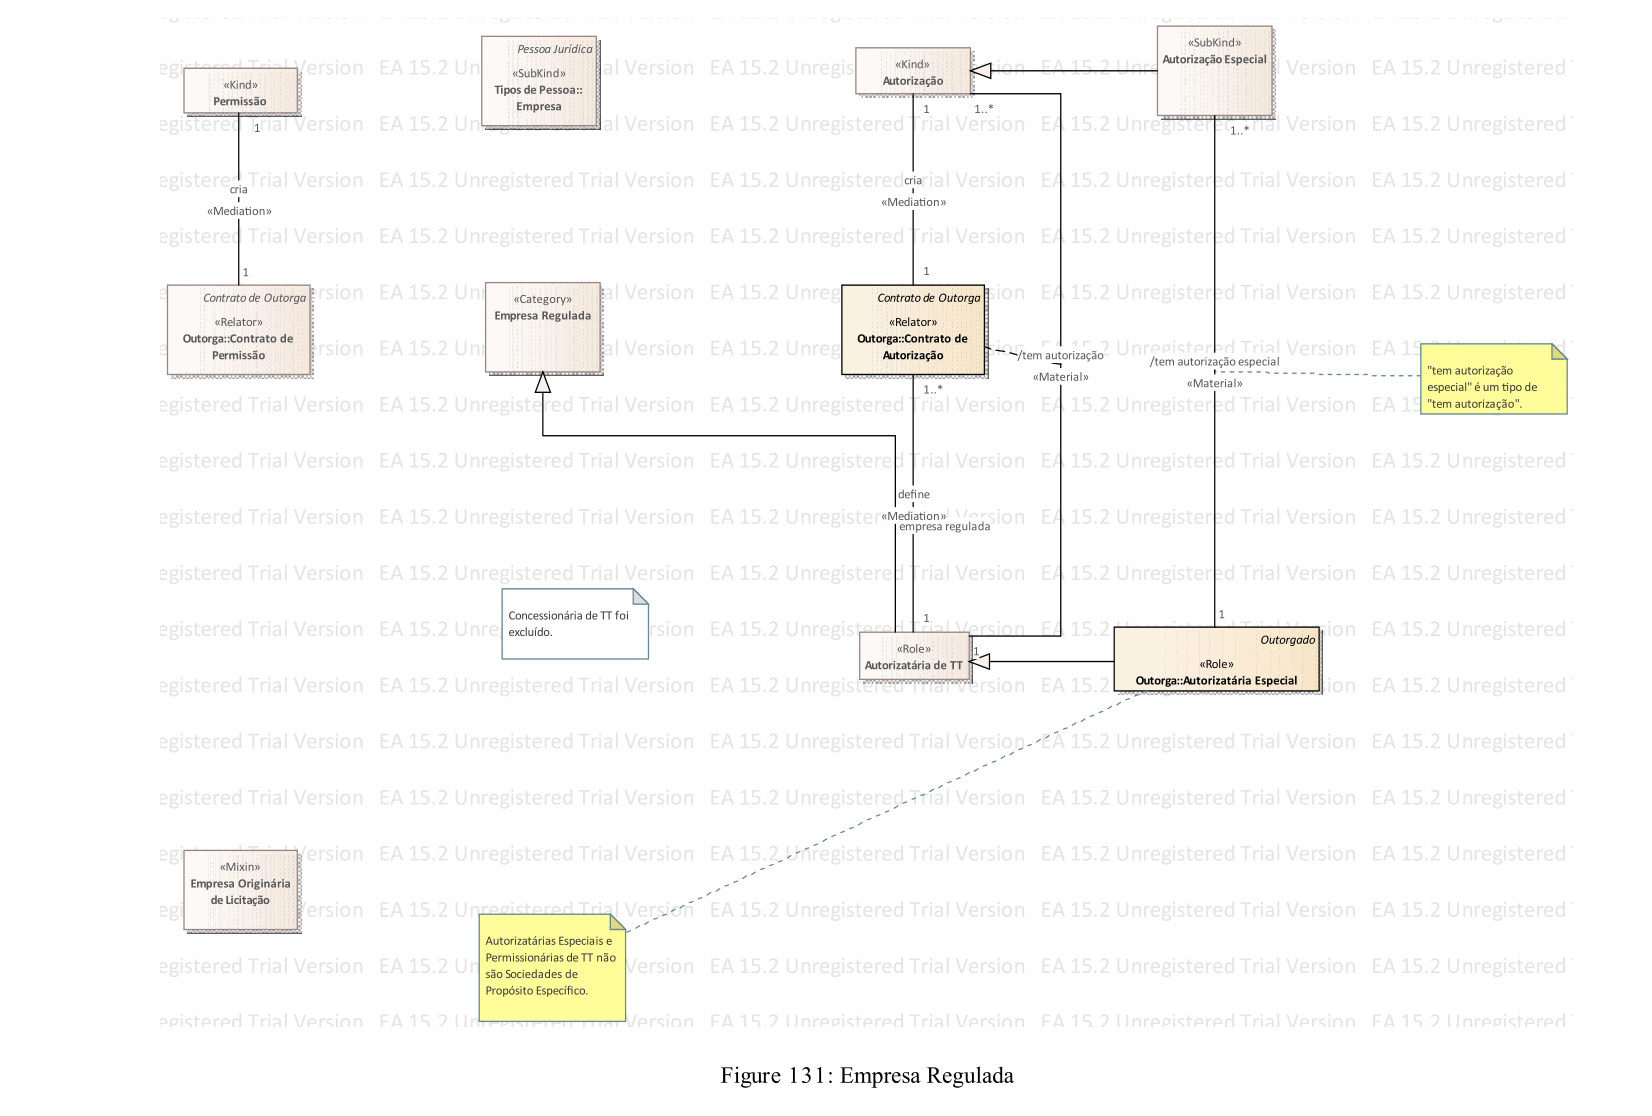 «Kind»
Permissão
1
cria
«Mediation»
1
Contrato de Outorga
«Relator»
Outorga::Contrato de
Permissão
Pessoa Jurídica
«SubKind»
Tipos de Pessoa::
Empresa
«Category»
Empresa Regulada
«Kind»
Autorização
1
1..*
cria
«Mediation»
1
Contrato de Outorga
«Relator»
Outorga::Contrato de
Autorização
1..*
/tem autorização
«Material»
«SubKind»
Autorização Especial
1..*
/tem autorização especial
«Material»
"tem autorização
especial" é um tipo de
"tem autorização".
define
«Mediation»
empresa regulada
Concessionária de TT foi
excluído.
1
«Role»
Autorizatária de TT
1
1
Outorgado
«Role»
Outorga::Autorizatária Especial
«Mixin»
Empresa Originária
de Licitação
Autorizatárias Especiais e
Permissionárias de TT não
são Sociedades de
Propósito Específico.
EA 15.2 Unregistered Trial Version
Figure 131: Empresa Regulada